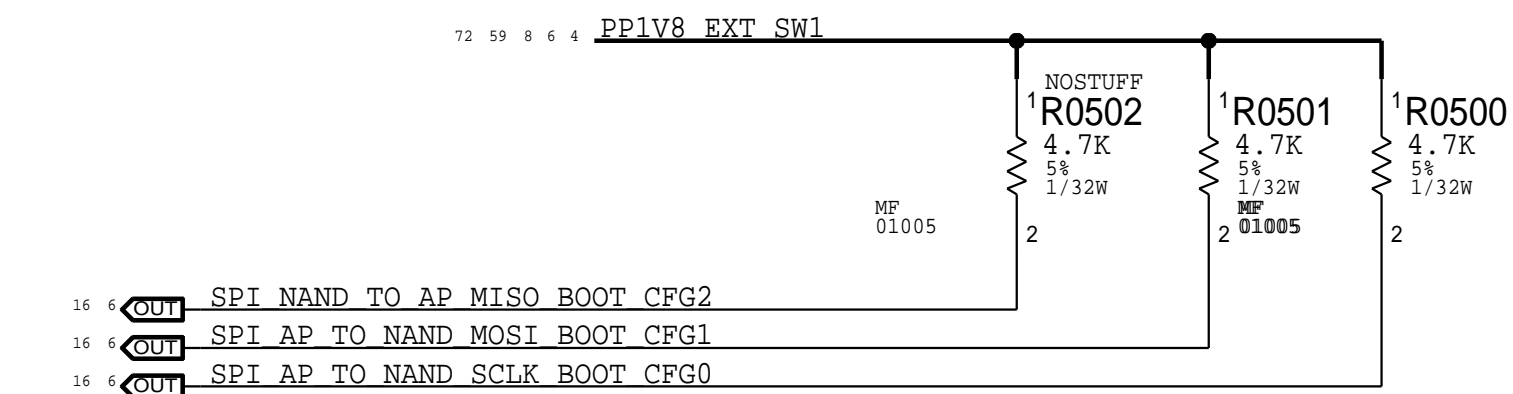 72 59 8 6 4 PP1V8_EXT_SW1
NOSTUFF
1 R0502 1 R0501 1 R0500
4.7K 4.7K 4.7K
5% 5% 5%
1/32W 1/32W 1/32W
MF MF
01005 01005
2 2 2
16 6 OUT SPI_NAND_TO_AP_MISO_BOOT_CFG2
16 6 OUT SPI_AP_TO_NAND_MOSI_BOOT_CFG1
16 6 OUT SPI_AP_TO_NAND_SCLK_BOOT_CFG0